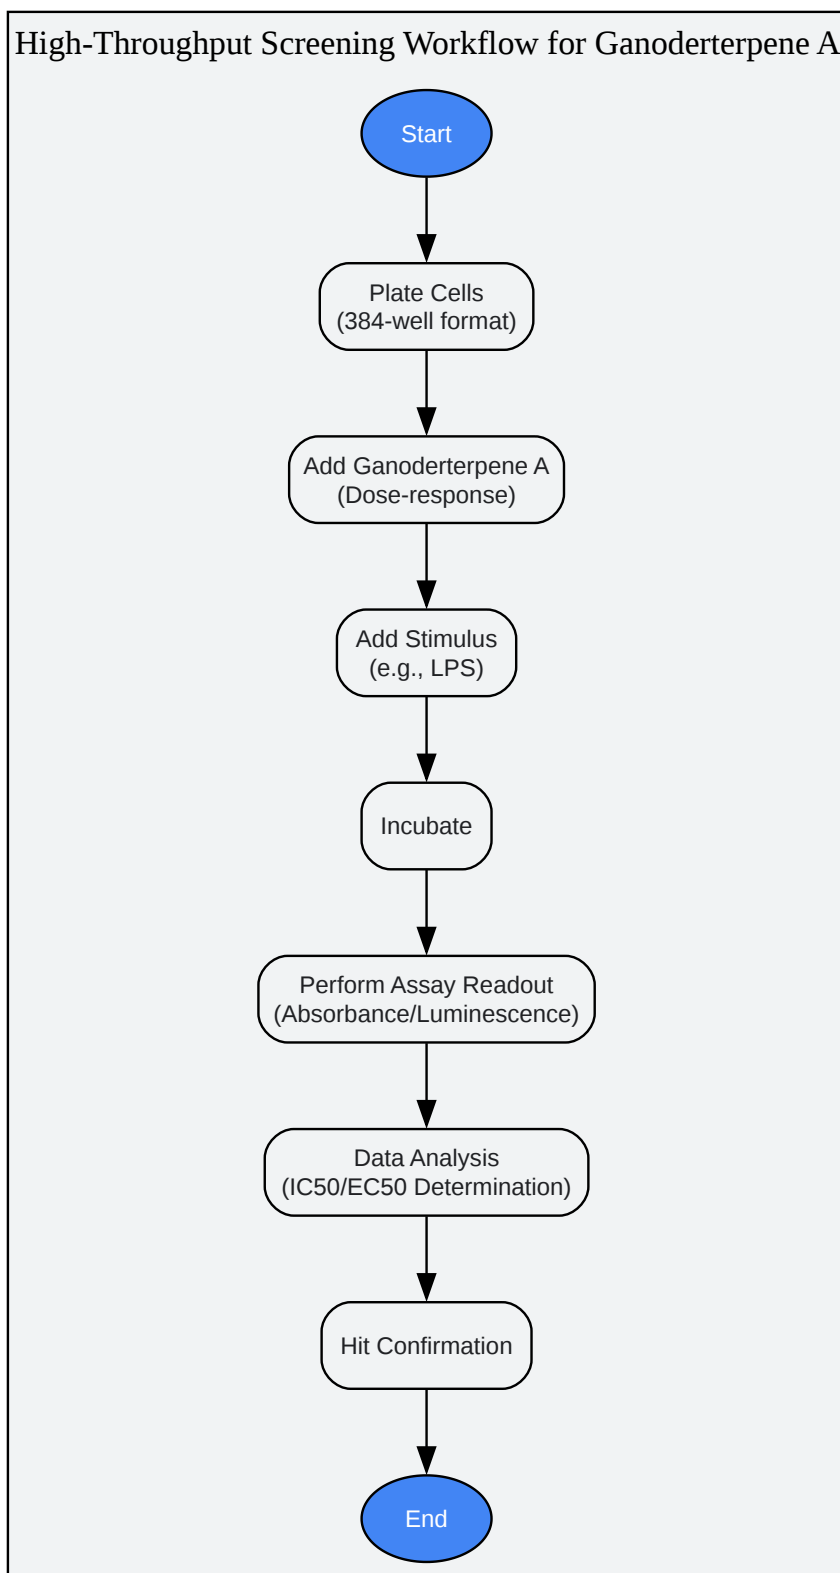 High-Throughput Screening Workflow for Ganoderterpene A
Start
Plate Cells
(384-well format)
Add Ganoderterpene A
(Dose-response)
Add Stimulus
(e.g., LPS)
Incubate
Perform Assay Readout
(Absorbance/Luminescence)
Data Analysis
(IC50/EC50 Determination)
Hit Confirmation
End